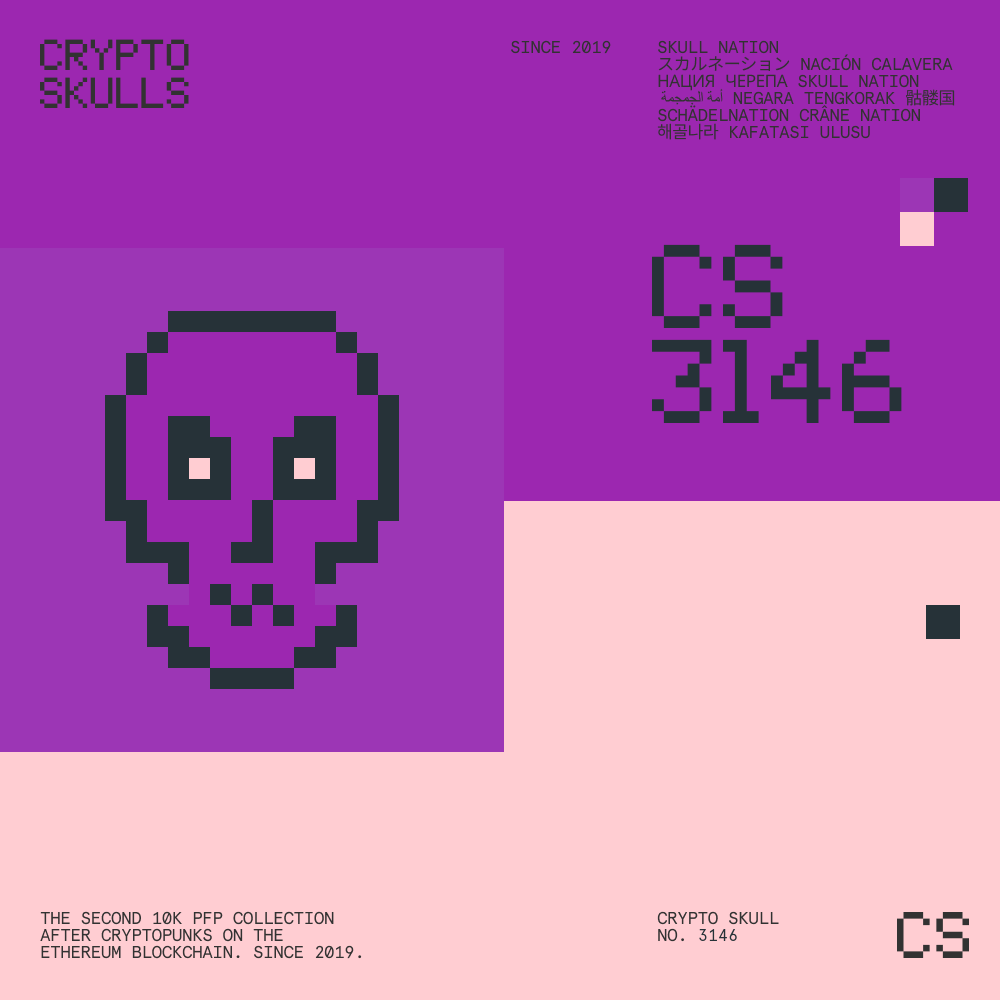 CRYPTO
SKULLS
SINCE 2019
SKULL NATION
スカルネーション NACIÓN CALAVERA
НАЦИЯ ЧЕРЕПА SKULL NATION
أمة الجمجمة NEGARA TENGKORAK 骷髅国
SCHÄDELNATION CRÂNE NATION
해골나라 KAFATASI ULUSU
CS
3146
THE SECOND 10K PFP COLLECTION
AFTER CRYPTOPUNKS ON THE
ETHEREUM BLOCKCHAIN. SINCE 2019.
CRYPTO SKULL
NO. 3146
CS